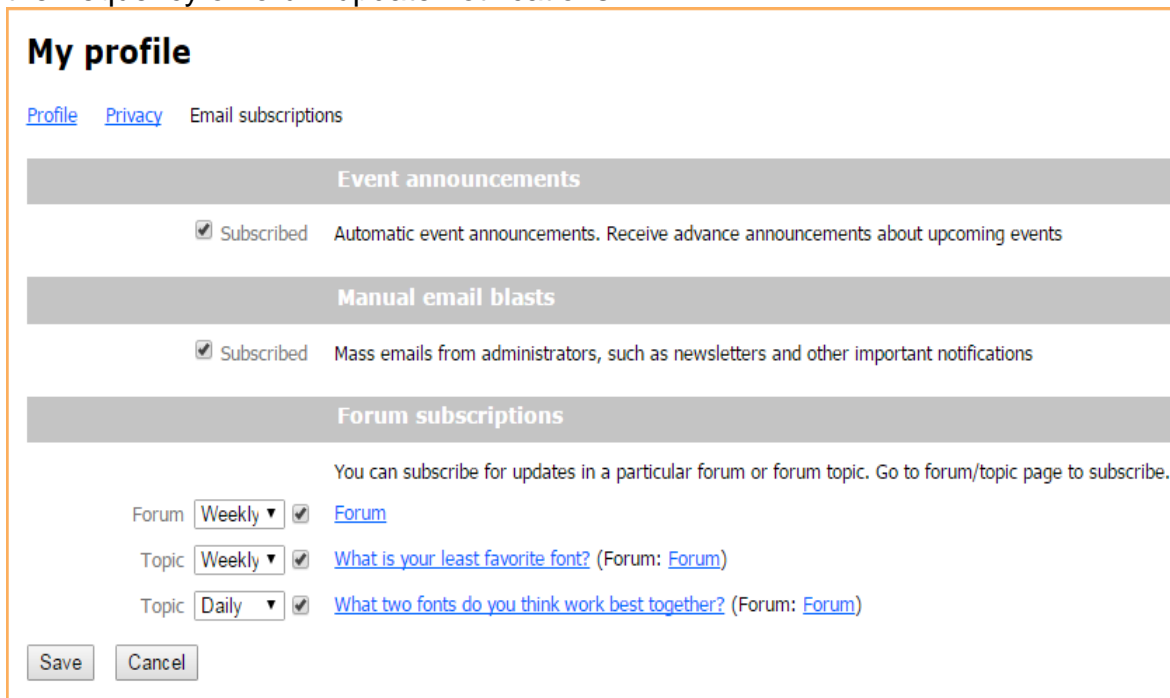 My profile
Profile Privacy Email subscriptions
Event announcements
Subscribed Automatic event announcements. Receive advance announcements about upcoming events
Manual email blasts
Subscribed Mass emails from administrators, such as newsletters and other important notifications
Forum subscriptions
You can subscribe for updates in a particular forum or forum topic. Go to forum/topic page to subscribe.
Forum Weekly Forum
Topic Weekly What is your least favorite font? (Forum: Forum)
Topic Daily What two fonts do you think work best together? (Forum: Forum)
Save Cancel